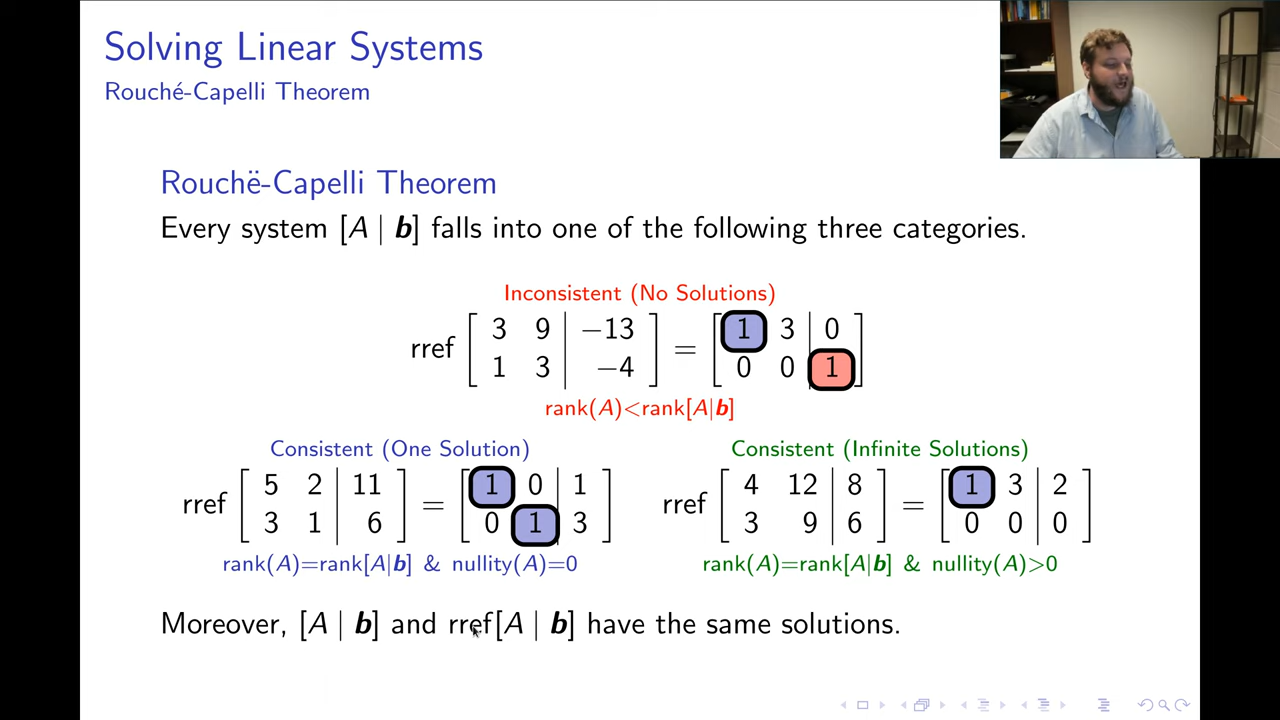 Solving Linear Systems
Rouché-Capelli Theorem
Rouchë-Capelli Theorem
Every system [A | b] falls into one of the following three categories.
Inconsistent (No Solutions)
rref [ 3 9 | −13 ] = [ 1 3 | 0 ]
[ 1 3 | −4 ] [ 0 0 | 1 ]
rank(A)<rank[A|b]
Consistent (One Solution)
rref [ 5 2 | 11 ] = [ 1 0 | 1 ]
[ 3 1 | 6 ] [ 0 1 | 3 ]
rank(A)=rank[A|b] & nullity(A)=0
Consistent (Infinite Solutions)
rref [ 4 12 | 8 ] = [ 1 3 | 2 ]
[ 3 9 | 6 ] [ 0 0 | 0 ]
rank(A)=rank[A|b] & nullity(A)>0
Moreover, [A | b] and rref[A | b] have the same solutions.